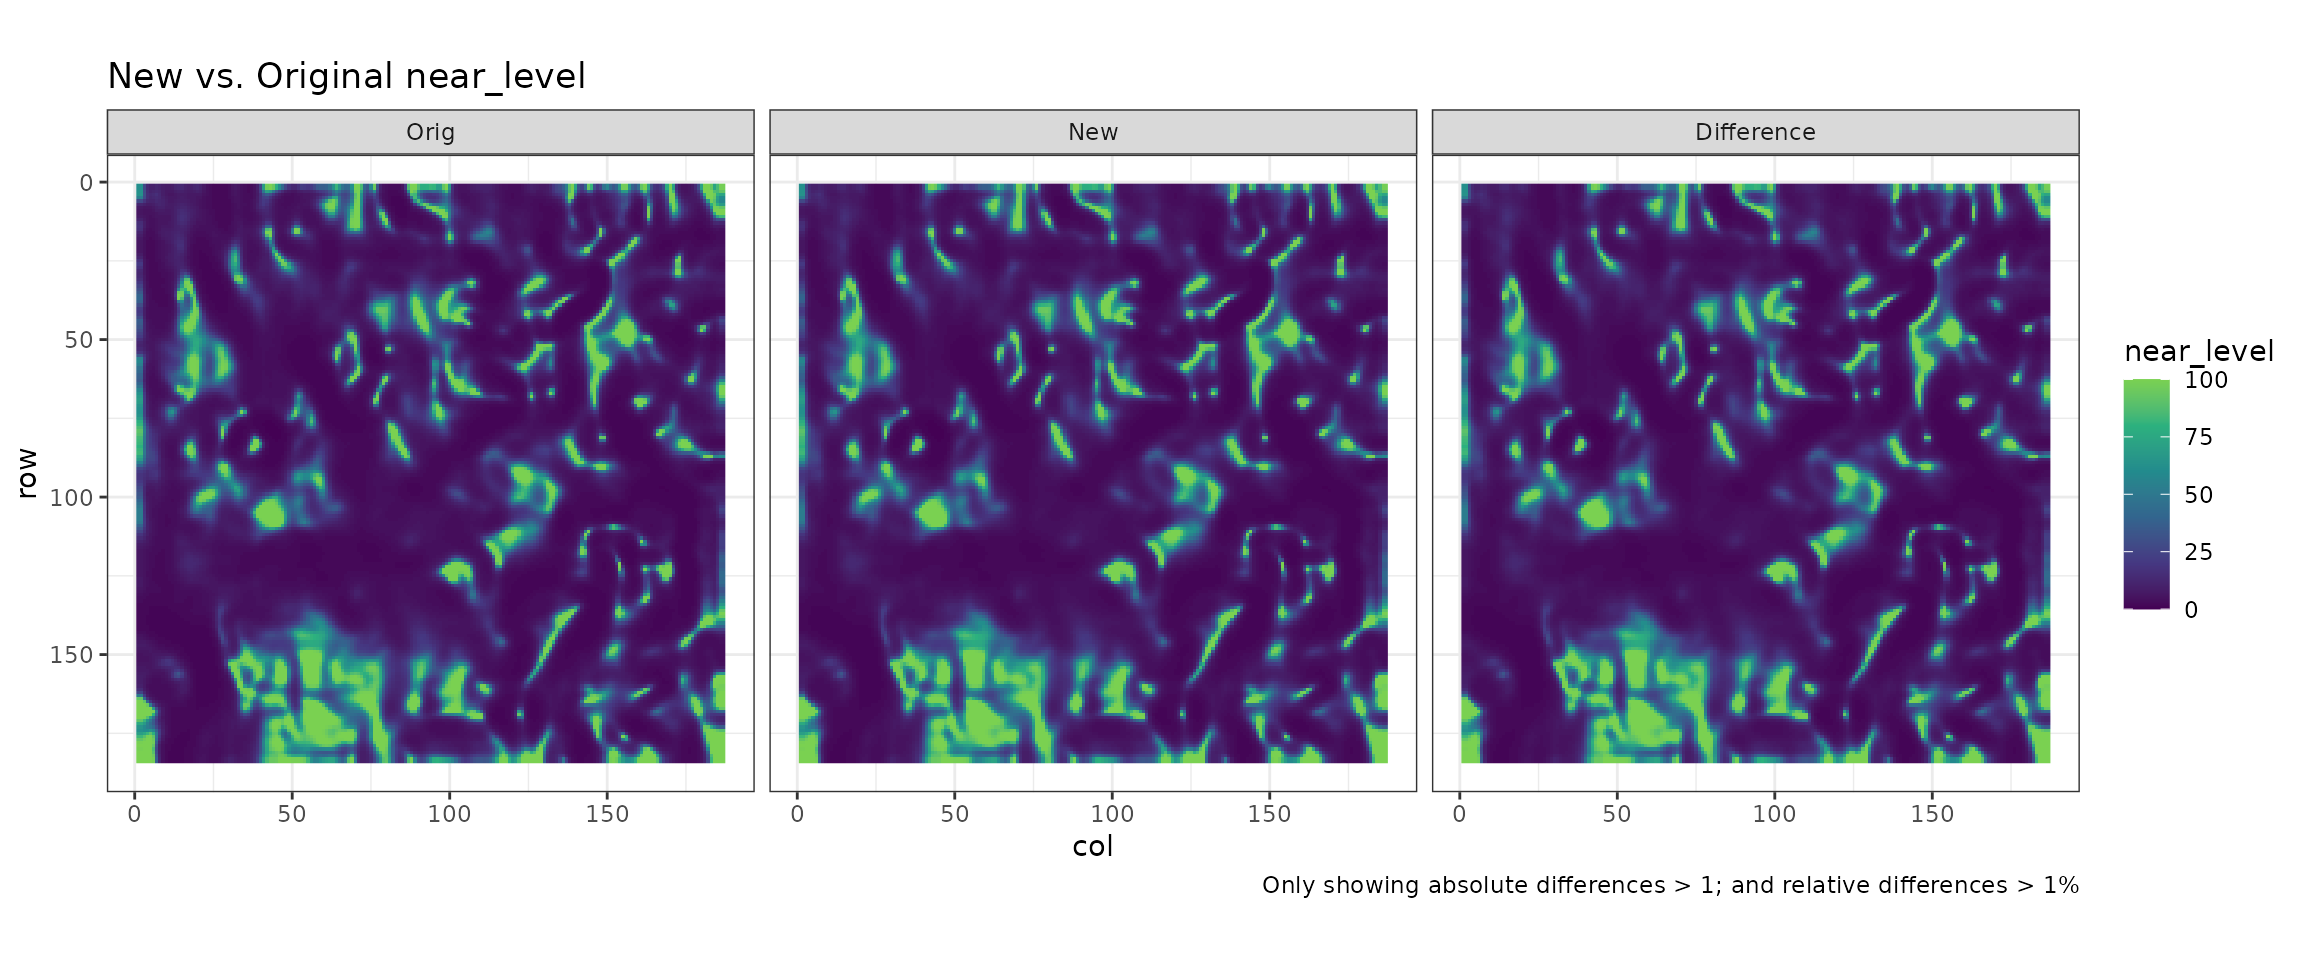 New vs. Original near_level
Orig
New
Difference
0
50
100
150
row
0 50 100 150
0 50 100 150
0 50 100 150
col
near_level
100
75
50
25
0
Only showing absolute differences > 1; and relative differences > 1%